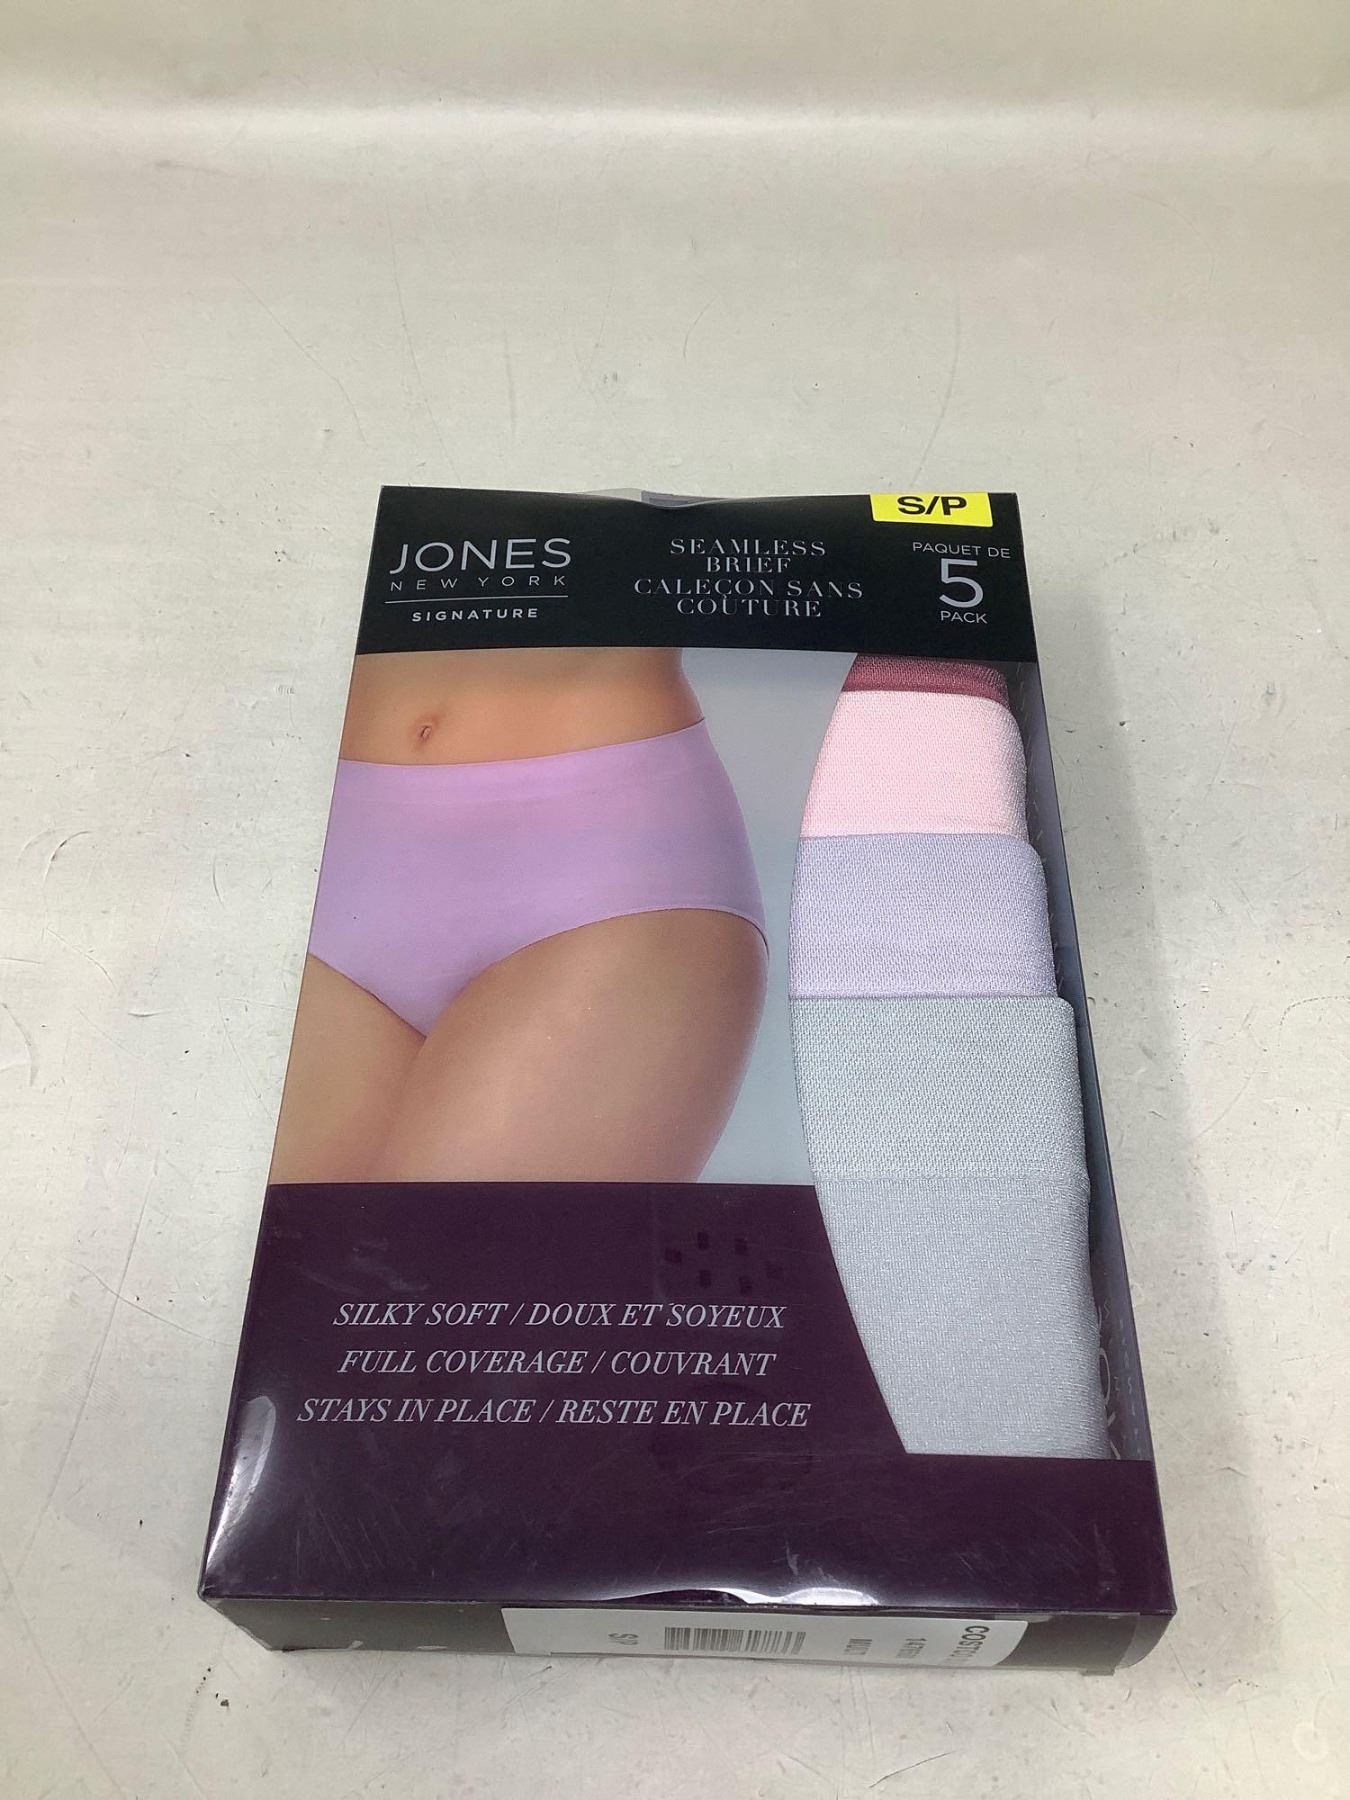 S/P
JONES
NEW YORK
SIGNATURE
SEAMLESS
BRIEF
CALEÇON SANS
COUTURE
PAQUET DE
5
PACK
SILKY SOFT / DOUX ET SOYEUX
FULL COVERAGE / COUVRANT
STAYS IN PLACE / RESTE EN PLACE
S/P